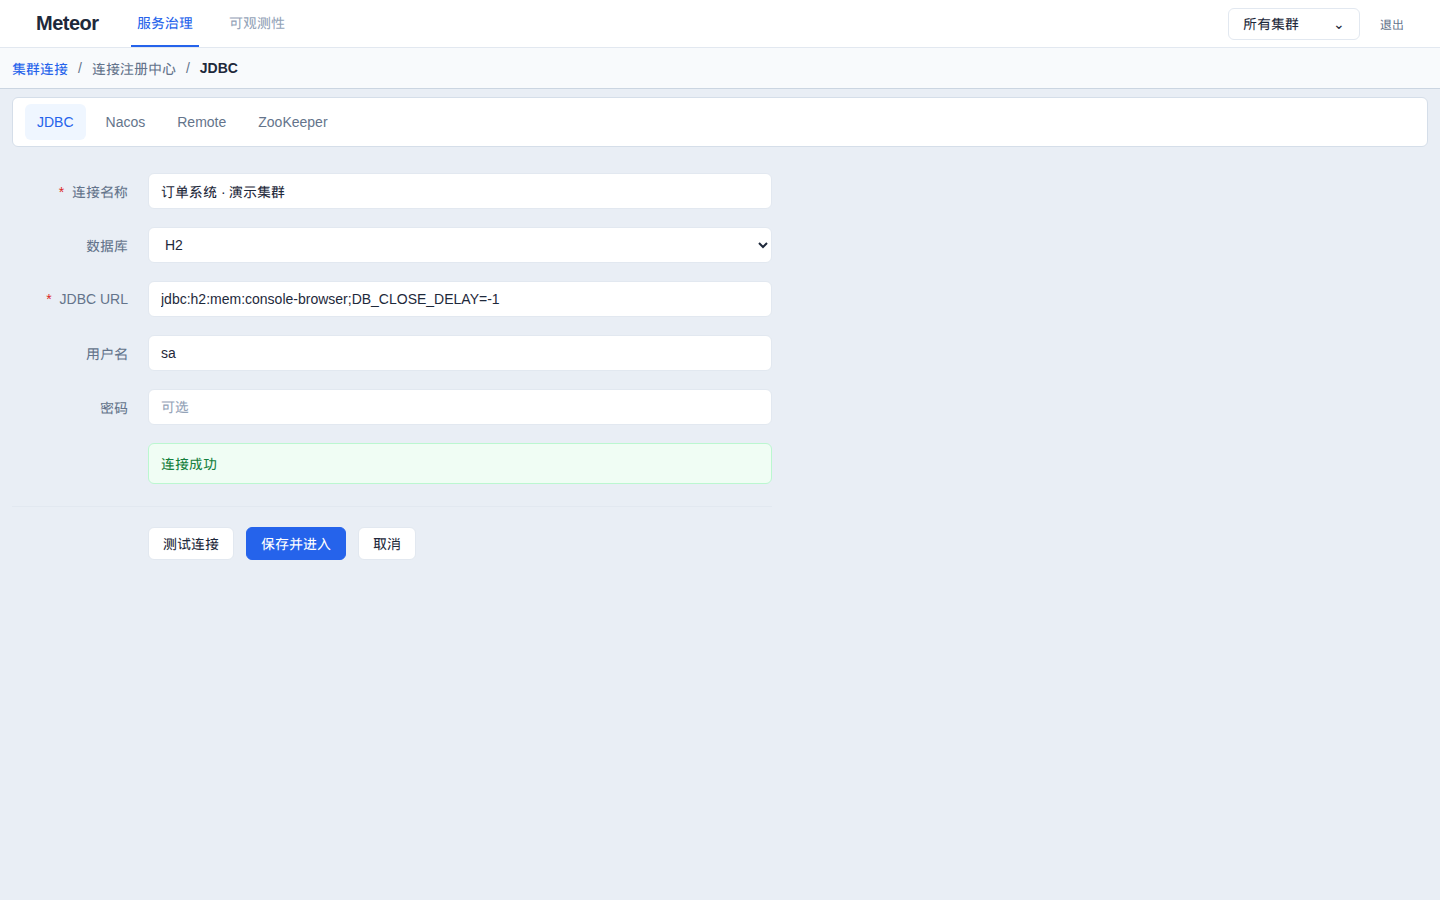 Meteor 服务治理 可观测性 所有集群 退出
集群连接 / 连接注册中心 / JDBC
JDBC Nacos Remote ZooKeeper
* 连接名称 订单系统 · 演示集群
数据库 H2
* JDBC URL jdbc:h2:mem:console-browser;DB_CLOSE_DELAY=-1
用户名 sa
密码 可选
连接成功
测试连接 保存并进入 取消